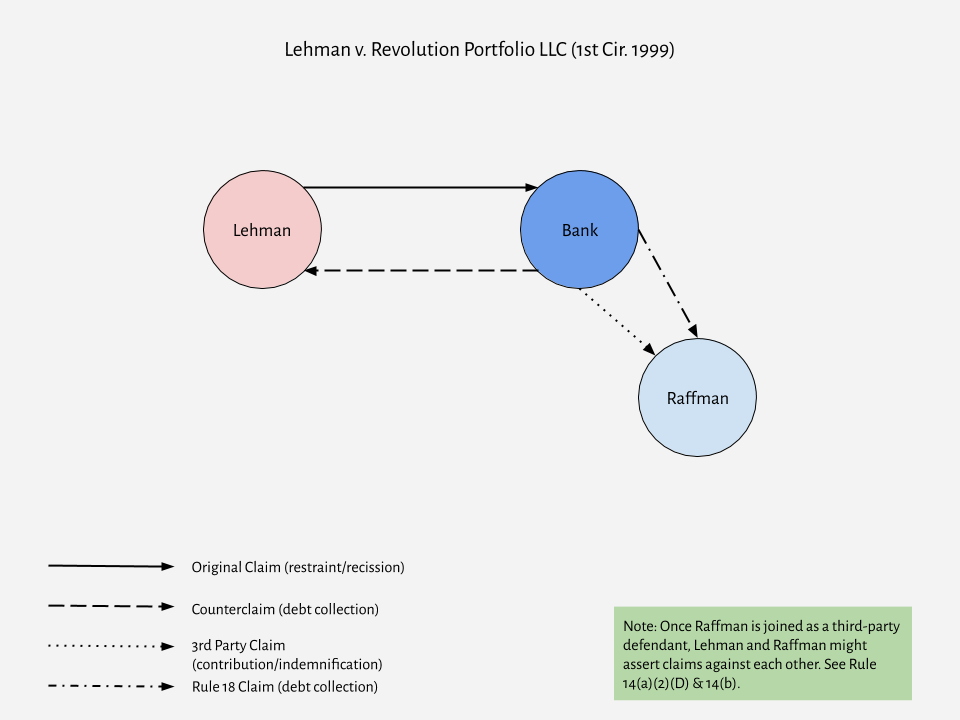 Lehman v. Revolution Portfolio LLC (1st Cir. 1999)
Lehman
Bank
Raffman
Original Claim (restraint/recission)
Counterclaim (debt collection)
3rd Party Claim
(contribution/indemnification)
Rule 18 Claim (debt collection)
Note: Once Raffman is joined as a third-party
defendant, Lehman and Raffman might
assert claims against each other. See Rule
14(a)(2)(D) & 14(b).